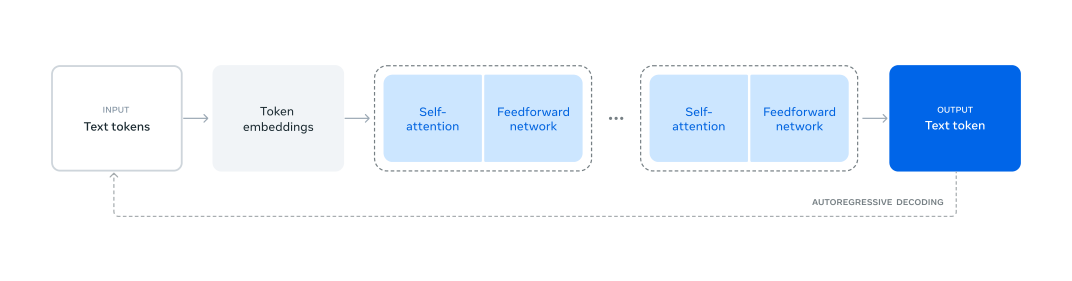 INPUT
Text tokens
Token
embeddings
Self-
attention
Feedforward
network
•••
Self-
attention
Feedforward
network
OUTPUT
Text token
AUTOREGRESSIVE DECODING